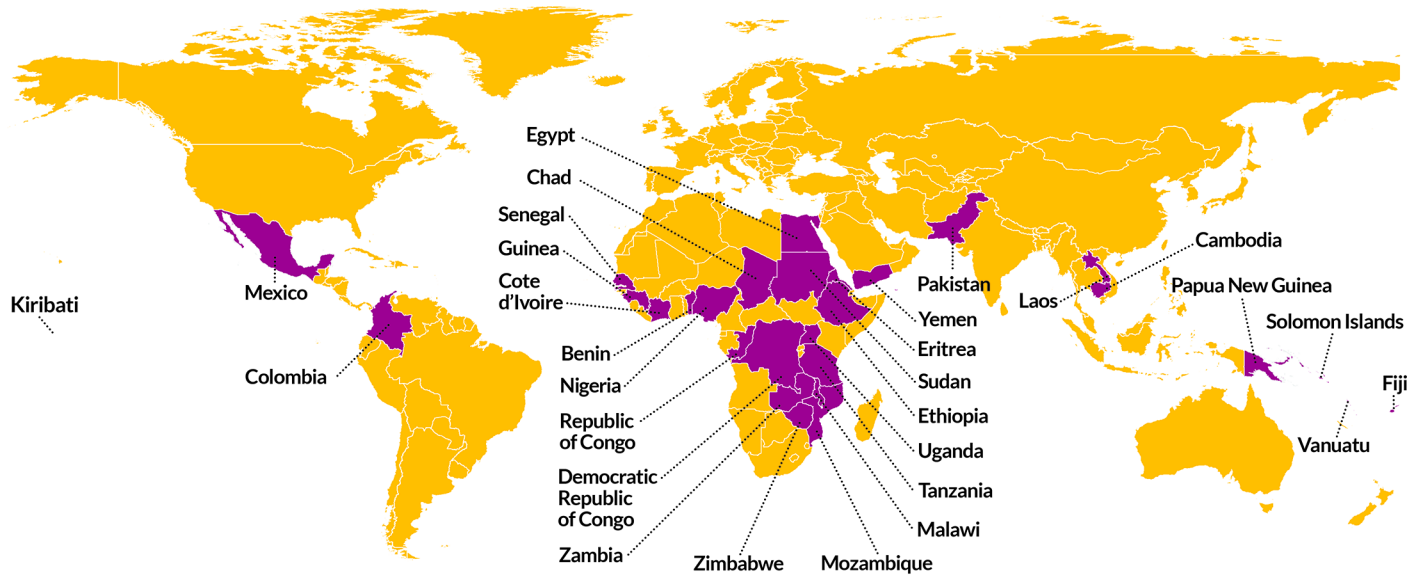 Egypt
Chad
Senegal
Guinea
Cote
d'Ivoire
Kiribati
Mexico
Colombia
Benin
Nigeria
Republic
of Congo
Democratic
Republic
of Congo
Zambia
Zimbabwe
Mozambique
Malawi
Tanzania
Uganda
Ethiopia
Sudan
Eritrea
Yemen
Pakistan
Laos
Cambodia
Papua New Guinea
Solomon Islands
Fiji
Vanuatu